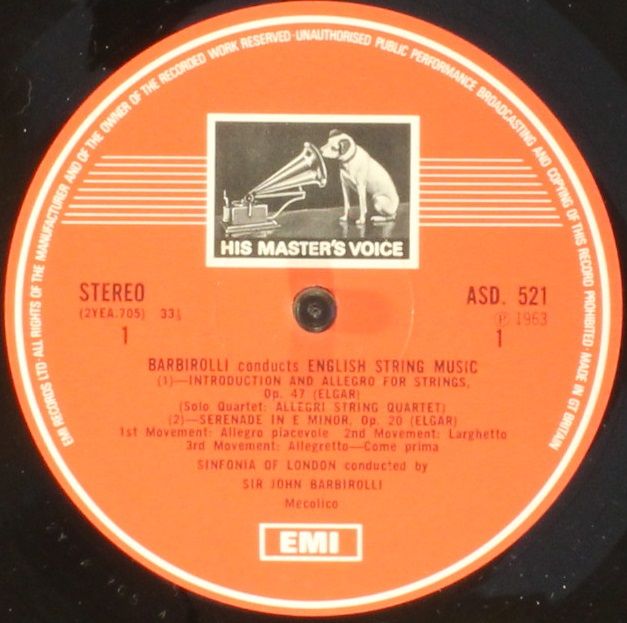 EMI RECORDS LTD·ALL RIGHTS OF THE MANUFACTURER AND OF THE OWNER OF THE RECORDED WORK RESERVED·UNAUTHORISED PUBLIC PERFORMANCE BROADCASTING AND COPYING OF THIS RECORD PROHIBITED MADE IN GT BRITAIN
HIS MASTER'S VOICE
STEREO
(2YEA.705) 33⅓
1
ASD. 521
℗ 1963
1
BARBIROLLI conducts ENGLISH STRING MUSIC
(1)—INTRODUCTION AND ALLEGRO FOR STRINGS,
Op. 47 (ELGAR)
(Solo Quartet: ALLEGRI STRING QUARTET)
(2)—SERENADE IN E MINOR, Op. 20 (ELGAR)
1st Movement: Allegro piacevole 2nd Movement: Larghetto
3rd Movement: Allegretto—Come prima
SINFONIA OF LONDON conducted by
SIR JOHN BARBIROLLI
Mecolico
EMI